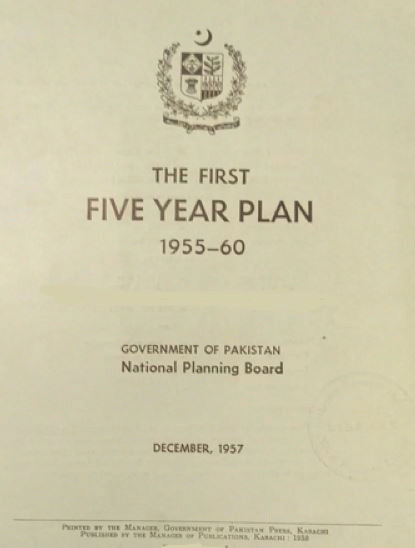 THE FIRST
FIVE YEAR PLAN
1955–60
GOVERNMENT OF PAKISTAN
National Planning Board
DECEMBER, 1957
PRINTED BY THE MANAGER, GOVERNMENT OF PAKISTAN PRESS, KARACHI
PUBLISHED BY THE MANAGER OF PUBLICATIONS, KARACHI : 1958